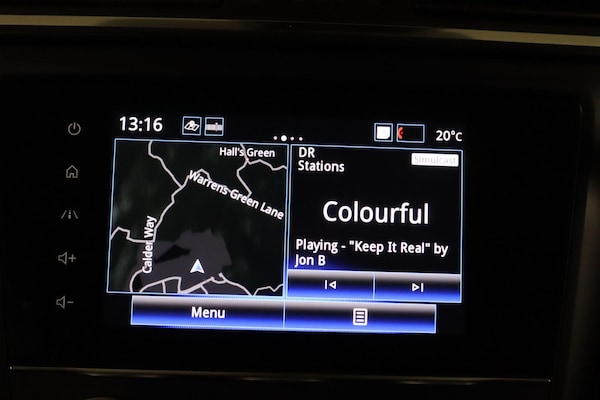 13:16
20°C
Hall's Green
Warrens Green Lane
Calder Way
DR
Stations
Simulcast
Colourful
Playing - "Keep It Real" by
Jon B
Menu